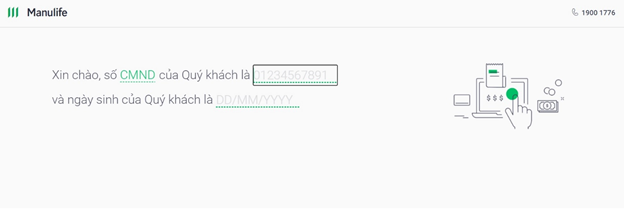 Manulife
1900 1776
Xin chào, số CMND của Quý khách là 01234567891
và ngày sinh của Quý khách là DD/MM/YYYY
$ $ $